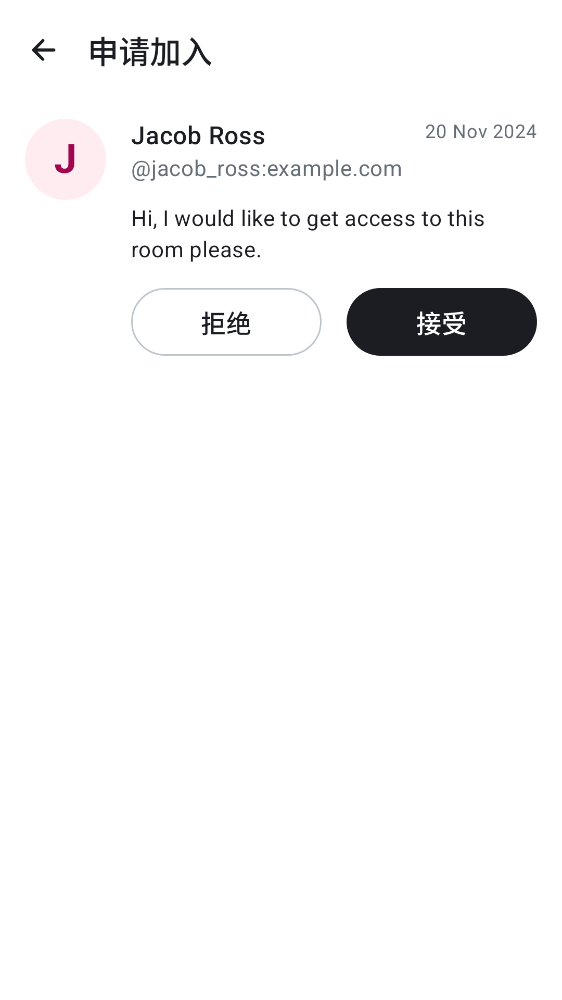 申请加入
J
Jacob Ross
20 Nov 2024
@jacob_ross:example.com
Hi, I would like to get access to this
room please.
拒绝
接受